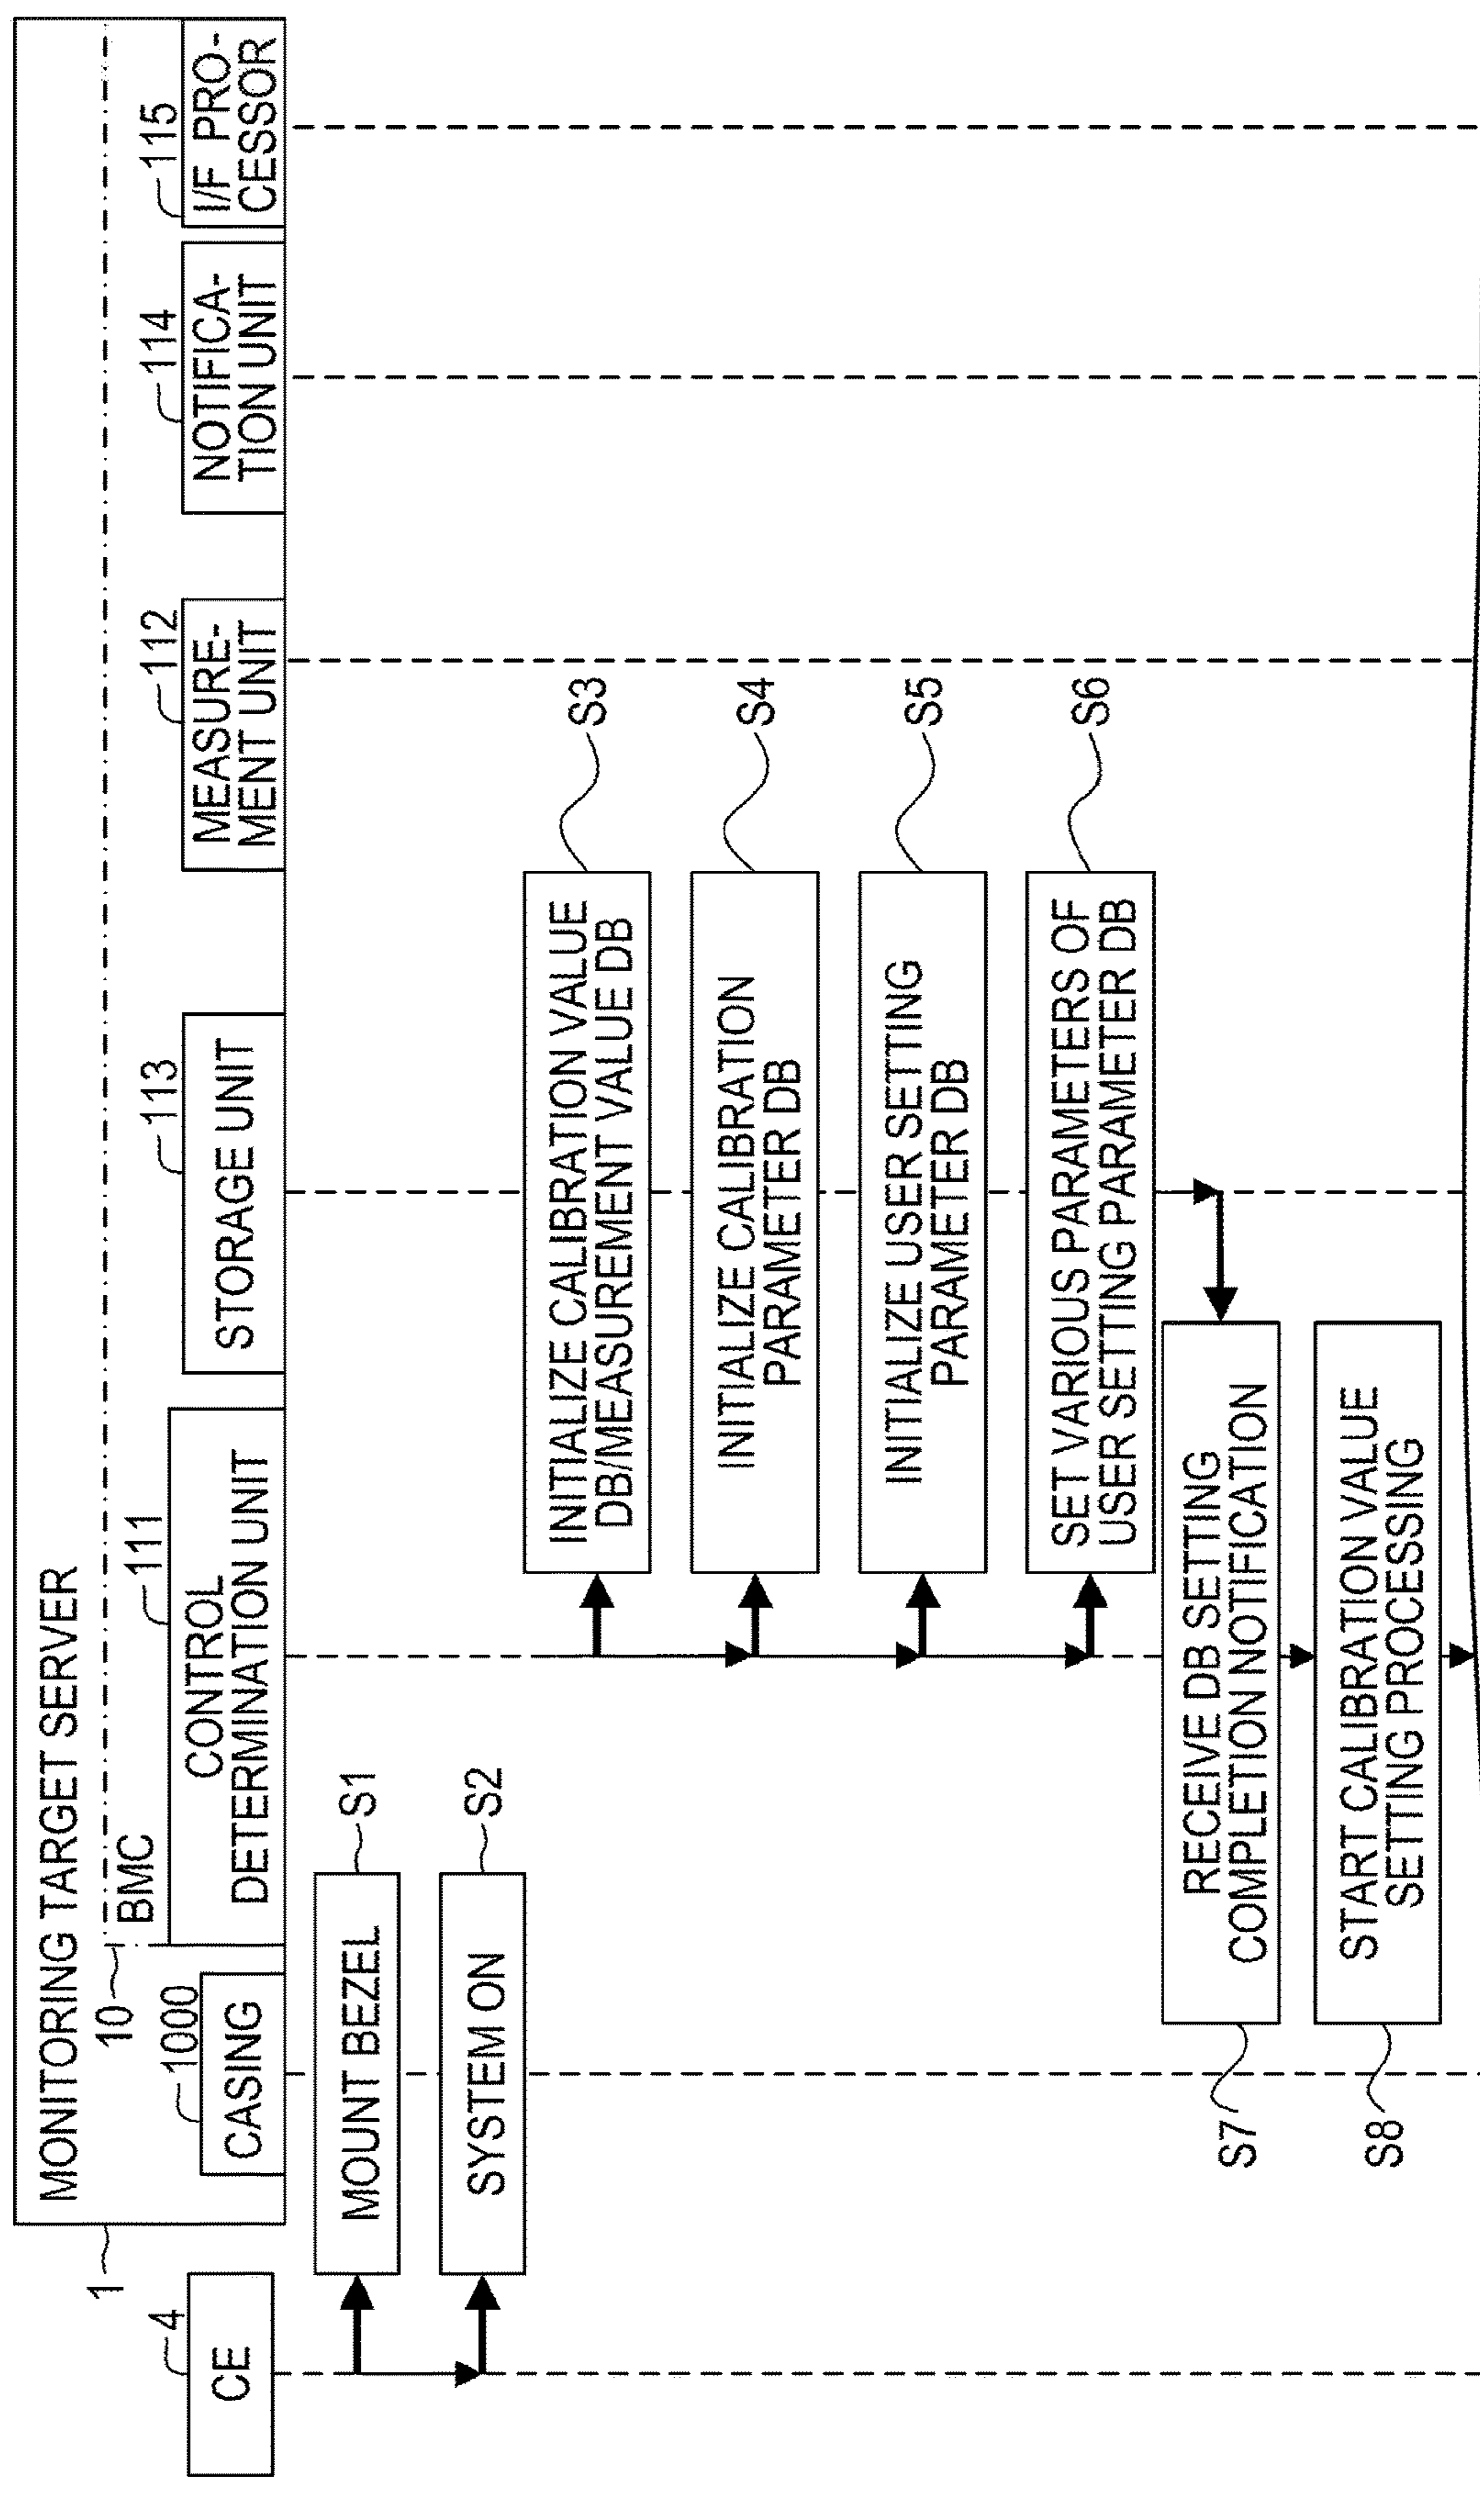 MONITORING TARGET SERVER
1
10
BMC
4
CE
1000
CASING
111
CONTROL
DETERMINATION UNIT
113
STORAGE UNIT
112
MEASURE-
MENT UNIT
114
NOTIFICA-
TION UNIT
115
I/F PRO-
CESSOR
MOUNT BEZEL
S1
SYSTEM ON
S2
INITIALIZE CALIBRATION VALUE
DB/MEASUREMENT VALUE DB
S3
INITIALIZE CALIBRATION
PARAMETER DB
S4
INITIALIZE USER SETTING
PARAMETER DB
S5
SET VARIOUS PARAMETERS OF
USER SETTING PARAMETER DB
S6
S7
RECEIVE DB SETTING
COMPLETION NOTIFICATION
S8
START CALIBRATION VALUE
SETTING PROCESSING